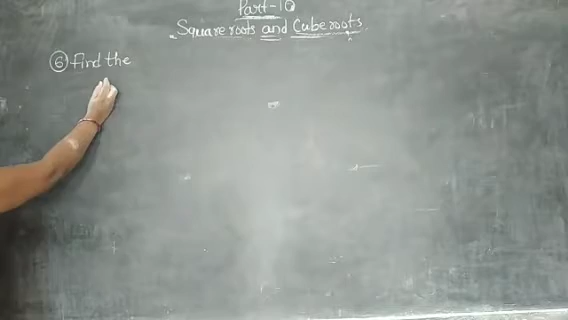 Part-10
Square roots and Cube roots
⑥ Find the